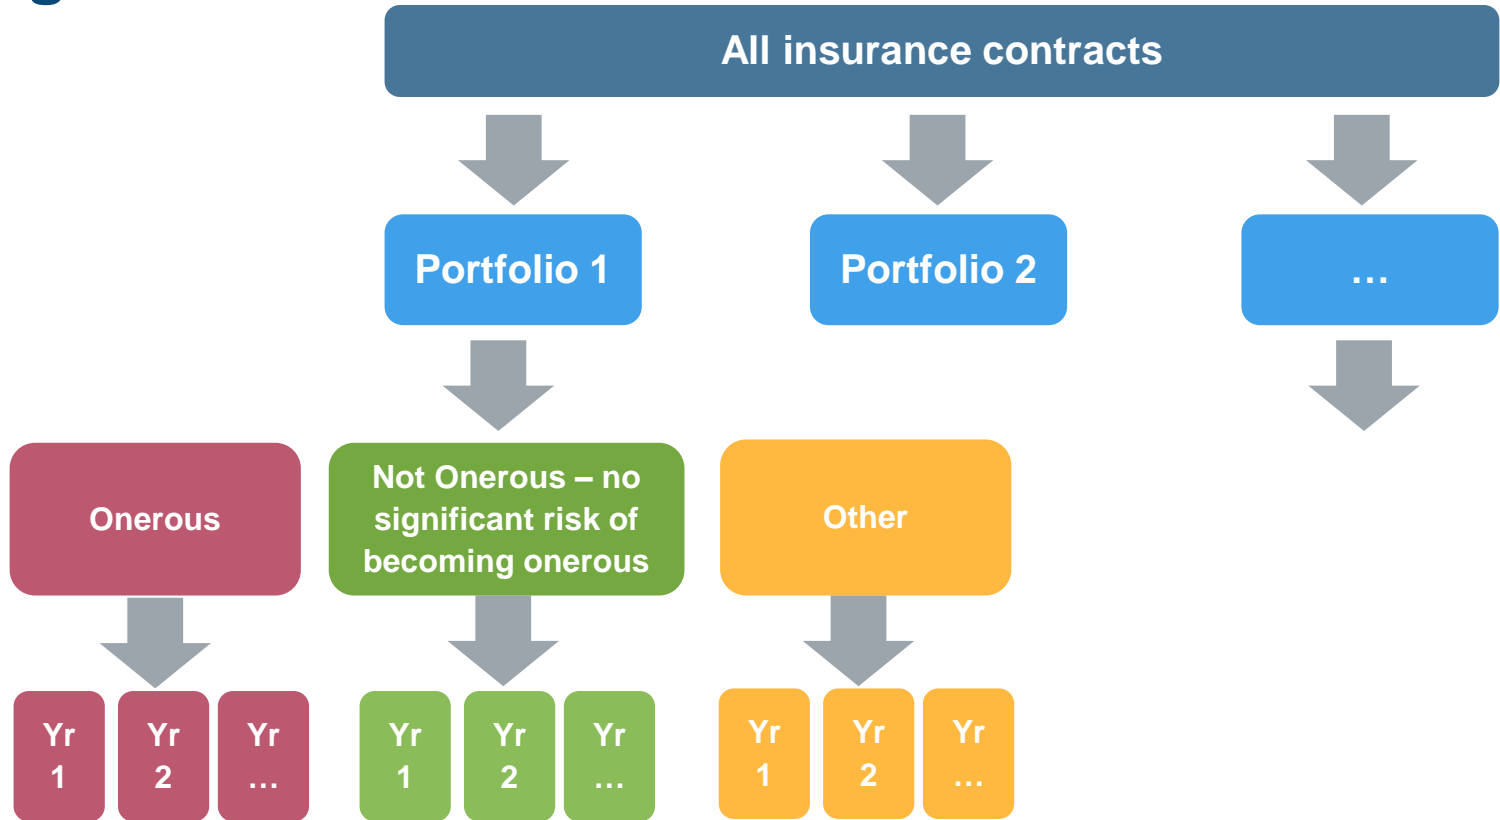 All insurance contracts
Portfolio 1
Portfolio 2
…
Onerous
Not Onerous – no
significant risk of
becoming onerous
Other
Yr
1
Yr
2
Yr
…
Yr
1
Yr
2
Yr
…
Yr
1
Yr
2
Yr
…